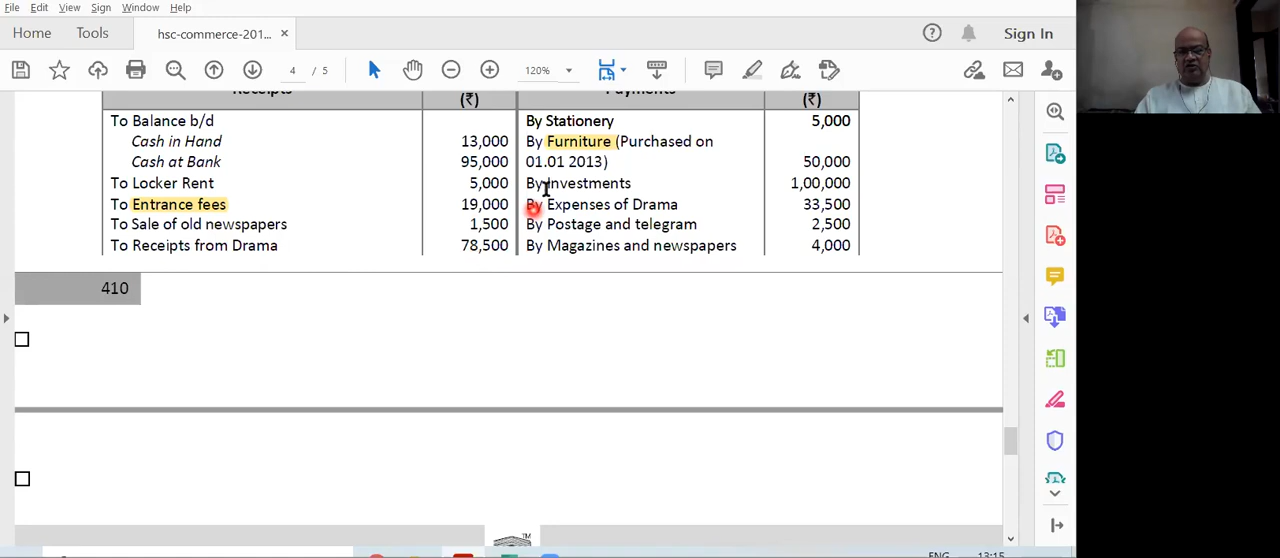 File Edit View Sign Window Help
Home Tools hsc-commerce-201... × Sign In
4 / 5 120%
Receipts (₹) Payments (₹)
To Balance b/d By Stationery 5,000
Cash in Hand 13,000 By Furniture (Purchased on
Cash at Bank 95,000 01.01 2013) 50,000
To Locker Rent 5,000 By Investments 1,00,000
To Entrance fees 19,000 By Expenses of Drama 33,500
To Sale of old newspapers 1,500 By Postage and telegram 2,500
To Receipts from Drama 78,500 By Magazines and newspapers 4,000
410
TM
ENG 13:15